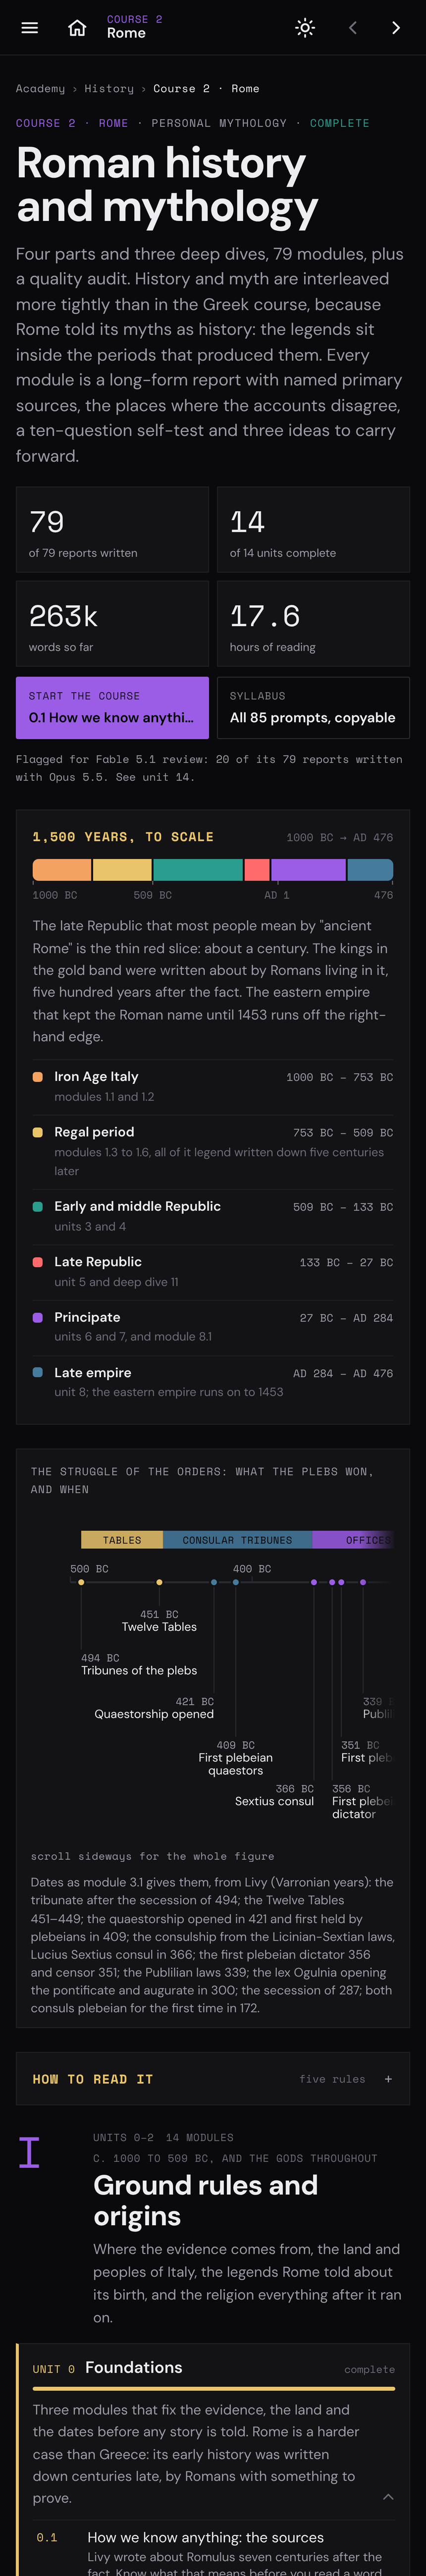 COURSE 2
Rome
Academy › History › Course 2 · Rome
COURSE 2 · ROME · PERSONAL MYTHOLOGY · COMPLETE
Roman history
and mythology
Four parts and three deep dives, 79 modules, plus
a quality audit. History and myth are interleaved
more tightly than in the Greek course, because
Rome told its myths as history: the legends sit
inside the periods that produced them. Every
module is a long-form report with named primary
sources, the places where the accounts disagree,
a ten-question self-test and three ideas to carry
forward.
79
of 79 reports written
14
of 14 units complete
263k
words so far
17.6
hours of reading
START THE COURSE
0.1 How we know anythi…
SYLLABUS
All 85 prompts, copyable
Flagged for Fable 5.1 review: 20 of its 79 reports written
with Opus 5.5. See unit 14.
1,500 YEARS, TO SCALE
1000 BC → AD 476
1000 BC 509 BC AD 1 476
The late Republic that most people mean by "ancient
Rome" is the thin red slice: about a century. The kings in
the gold band were written about by Romans living in it,
five hundred years after the fact. The eastern empire
that kept the Roman name until 1453 runs off the right-
hand edge.
Iron Age Italy 1000 BC – 753 BC
modules 1.1 and 1.2
Regal period 753 BC – 509 BC
modules 1.3 to 1.6, all of it legend written down five centuries
later
Early and middle Republic 509 BC – 133 BC
units 3 and 4
Late Republic 133 BC – 27 BC
unit 5 and deep dive 11
Principate 27 BC – AD 284
units 6 and 7, and module 8.1
Late empire AD 284 – AD 476
unit 8; the eastern empire runs on to 1453
THE STRUGGLE OF THE ORDERS: WHAT THE PLEBS WON,
AND WHEN
TABLES CONSULAR TRIBUNES OFFICES
500 BC 400 BC
451 BC
Twelve Tables
494 BC
Tribunes of the plebs
421 BC 339
Quaestorship opened Publil
409 BC 351 BC
First plebeian First pleb
quaestors
366 BC 356 BC
Sextius consul First plebei
dictator
scroll sideways for the whole figure
Dates as module 3.1 gives them, from Livy (Varronian years): the
tribunate after the secession of 494; the Twelve Tables
451–449; the quaestorship opened in 421 and first held by
plebeians in 409; the consulship from the Licinian-Sextian laws,
Lucius Sextius consul in 366; the first plebeian dictator 356
and censor 351; the Publilian laws 339; the lex Ogulnia opening
the pontificate and augurate in 300; the secession of 287; both
consuls plebeian for the first time in 172.
HOW TO READ IT five rules +
I
UNITS 0–2 14 MODULES
C. 1000 TO 509 BC, AND THE GODS THROUGHOUT
Ground rules and
origins
Where the evidence comes from, the land and
peoples of Italy, the legends Rome told about
its birth, and the religion everything after it ran
on.
UNIT 0 Foundations complete
Three modules that fix the evidence, the land and
the dates before any story is told. Rome is a harder
case than Greece: its early history was written
down centuries late, by Romans with something to
prove.
0.1 How we know anything: the sources
Livy wrote about Romulus seven centuries after the
fact. Know what that means before you read a word